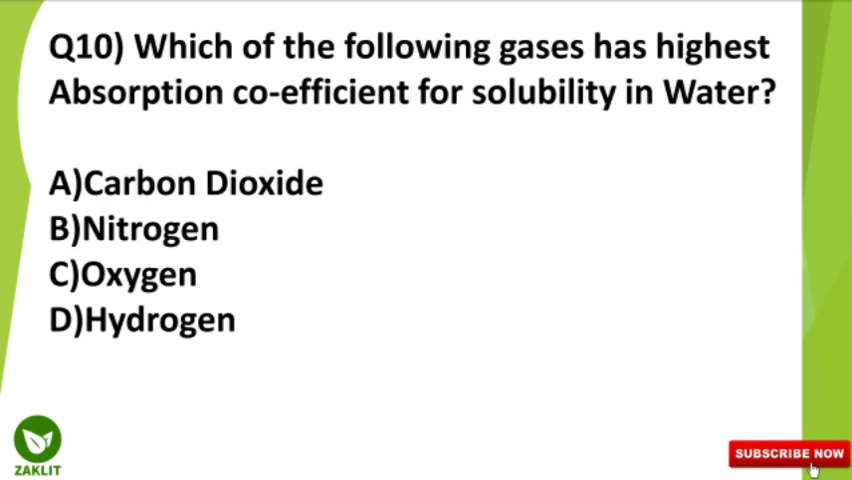 Q10) Which of the following gases has highest
Absorption co-efficient for solubility in Water?
A)Carbon Dioxide
B)Nitrogen
C)Oxygen
D)Hydrogen
ZAKLIT
SUBSCRIBE NOW